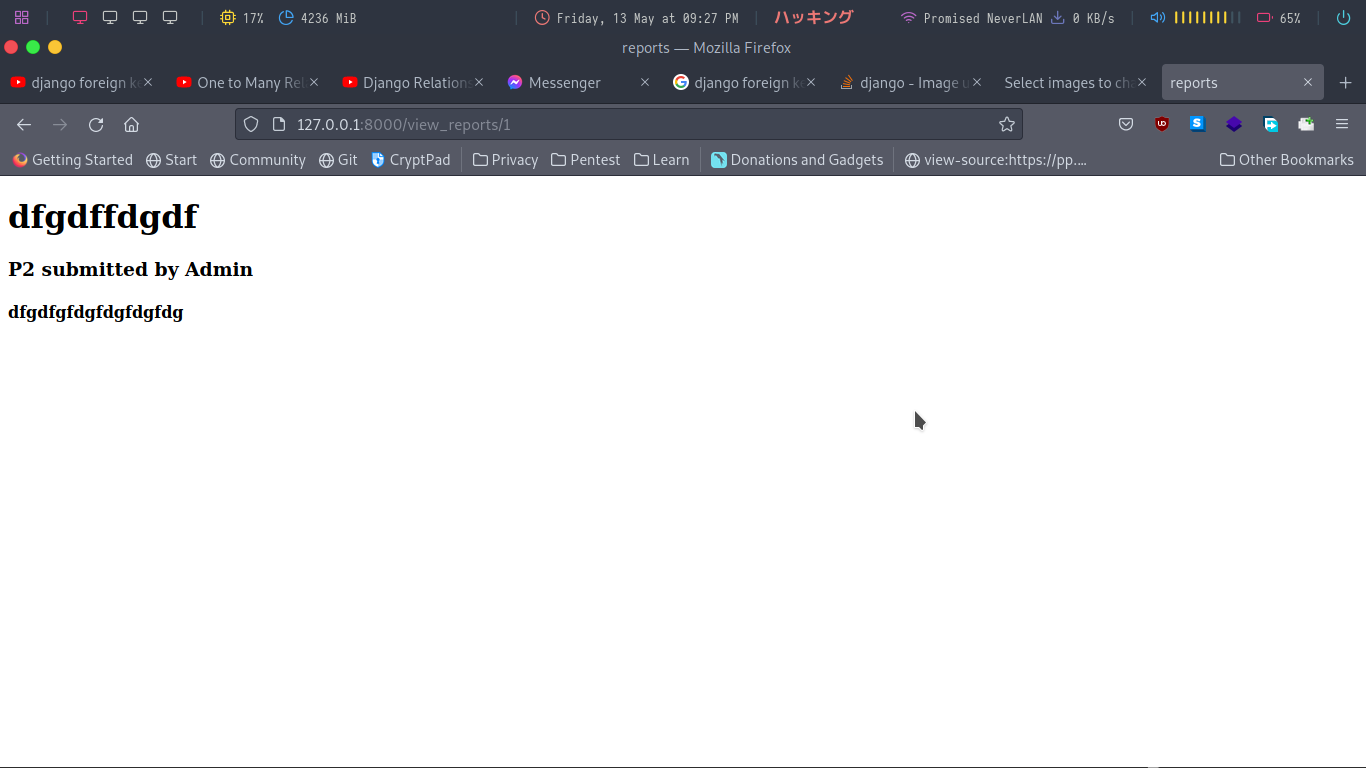 17% 4236 MiB Friday, 13 May at 09:27 PM ハッキング Promised NeverLAN 0 KB/s 65%
reports — Mozilla Firefox
django foreign ke One to Many Rel Django Relations Messenger django foreign ke django - Image u Select images to cha reports
127.0.0.1:8000/view_reports/1
Getting Started Start Community Git CryptPad Privacy Pentest Learn Donations and Gadgets view-source:https://pp.... Other Bookmarks
dfgdffdgdf
P2 submitted by Admin
dfgdfgfdgfdgfdgfdg